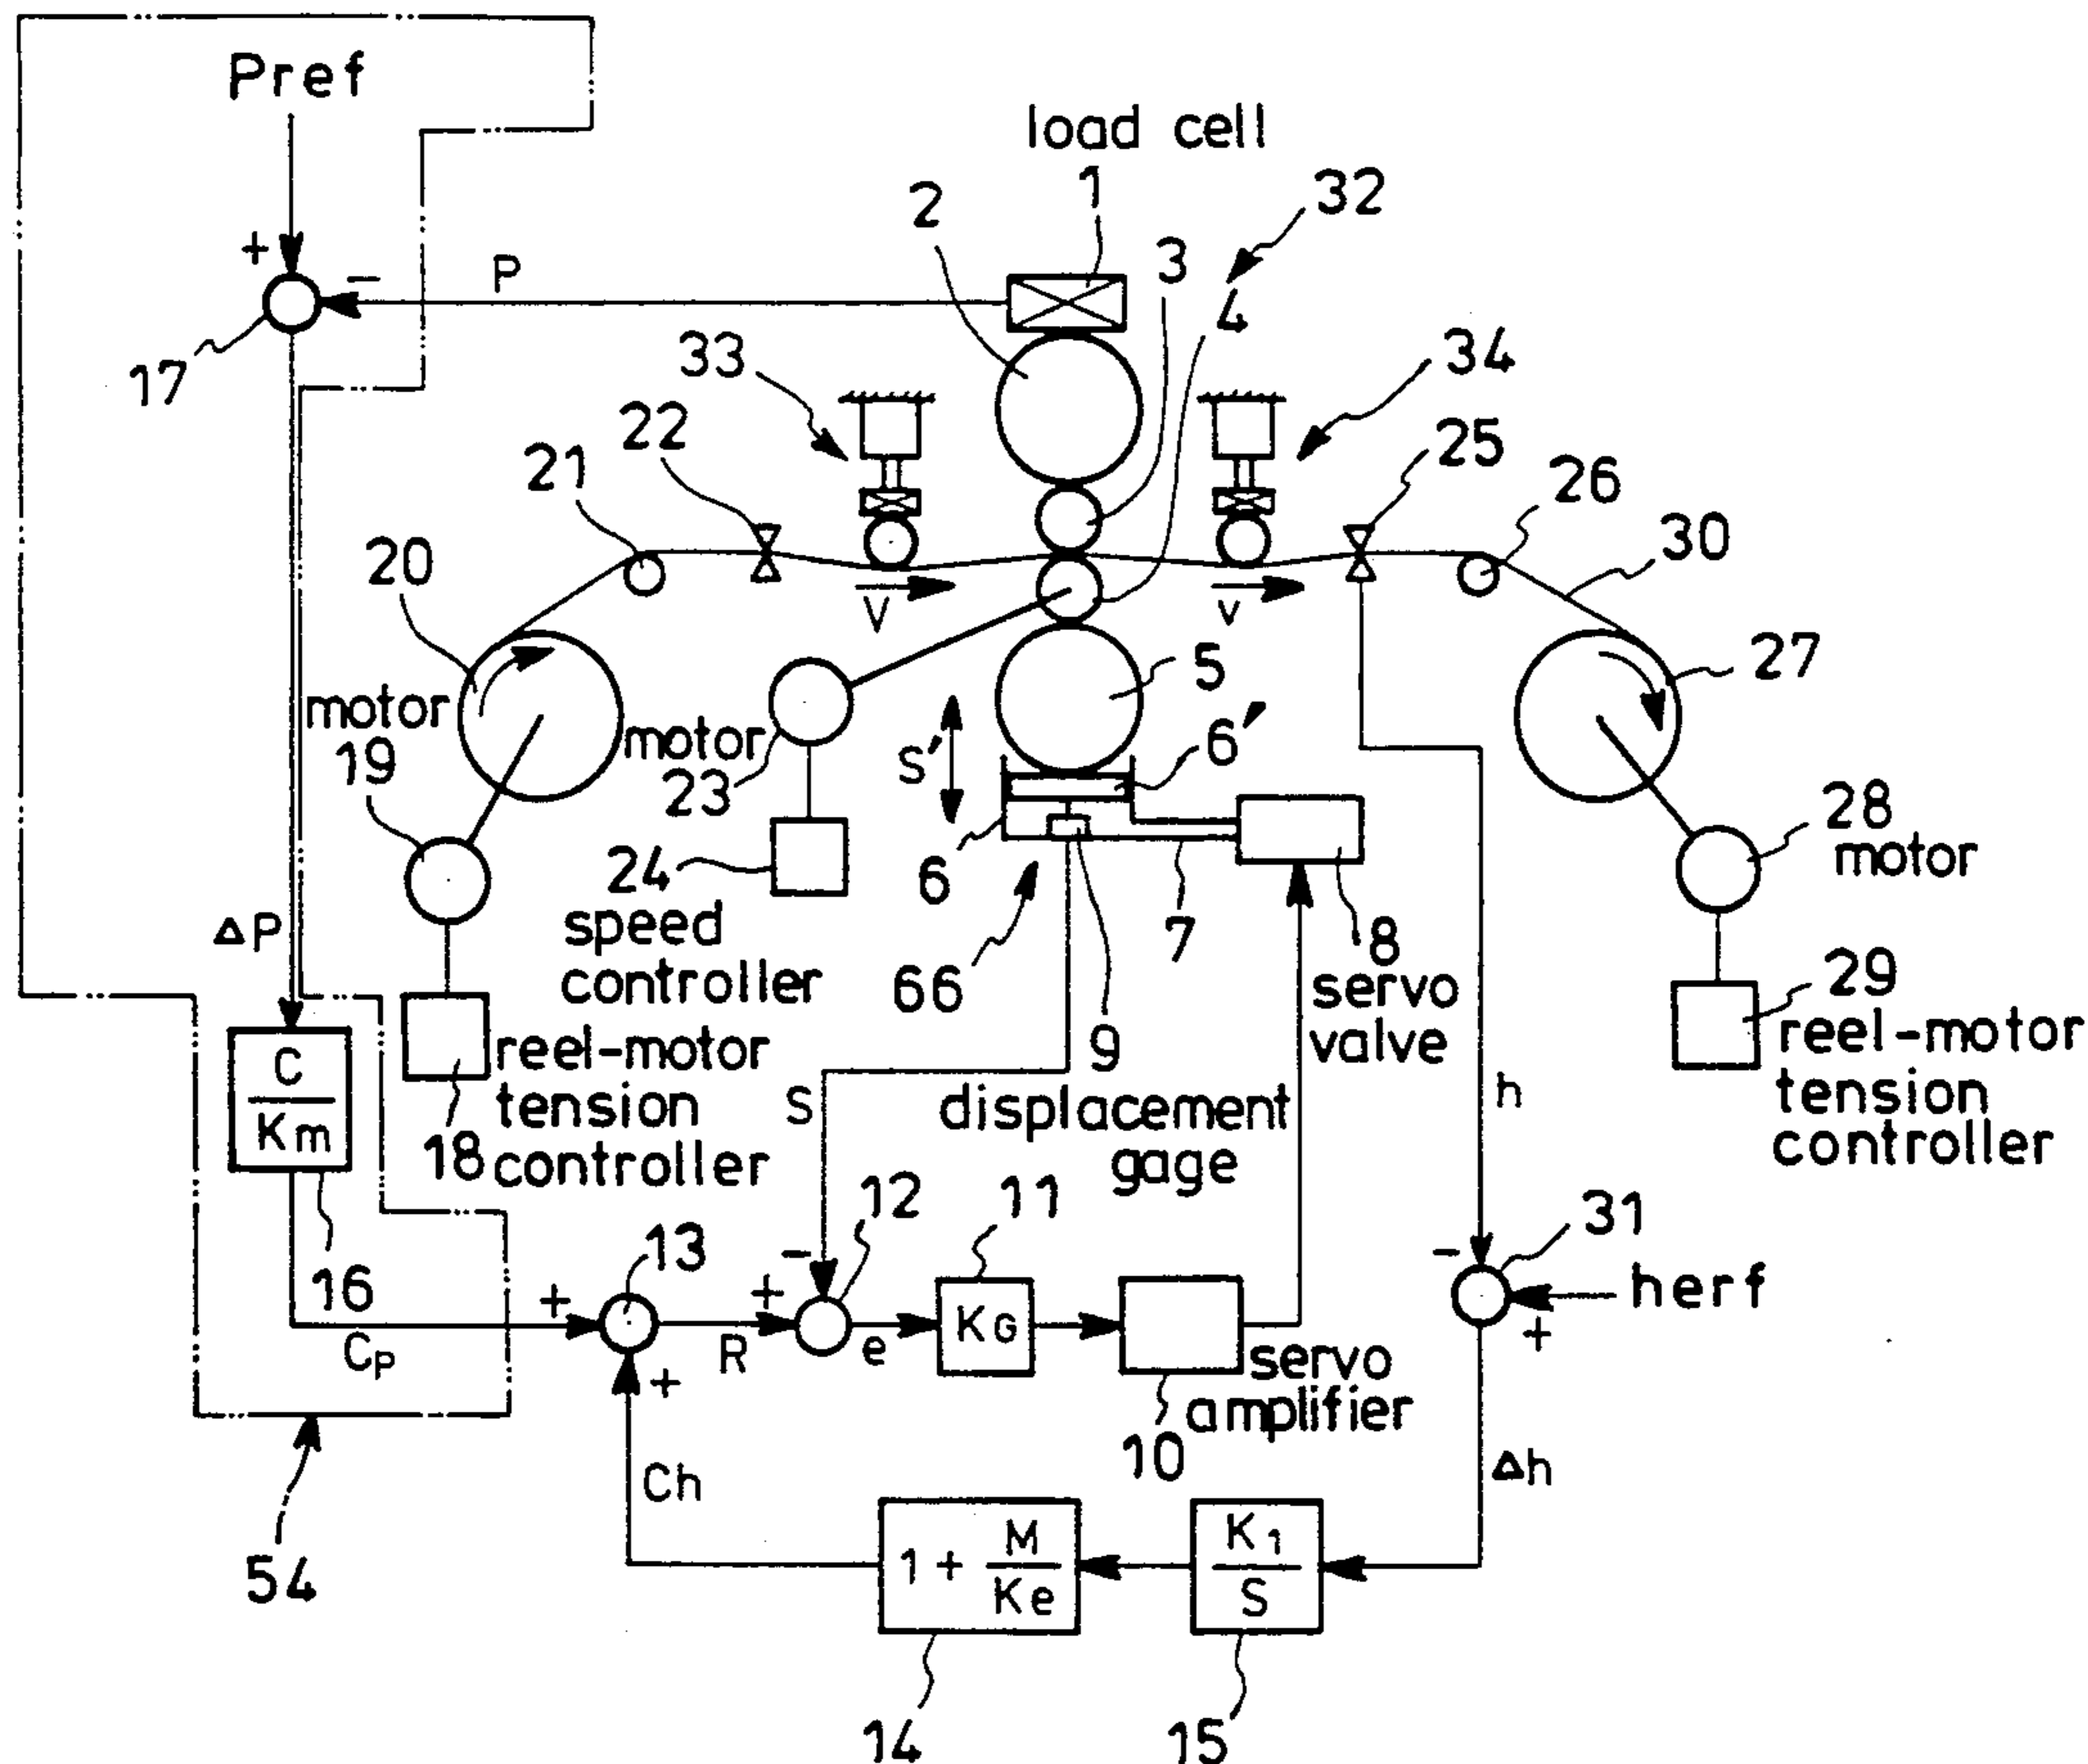 Pref
load cell
1
2
32
3
4
+
-
P
17
33
34
22
25
21
26
30
20
V
v
5
27
motor
19
motor
23
S'
6'
28
motor
24
speed
controller
6
66
7
8
servo
valve
9
displacement
gage
29
reel-motor
tension
controller
ΔP
C
Km
18
reel-motor
tension
controller
S
h
16
13
12
11
31
-
herf
+
+
Cp
+
R
-
e
KG
servo
amplifier
10
+
Ch
Δh
54
1 + M
Ke
K1
S
14
15